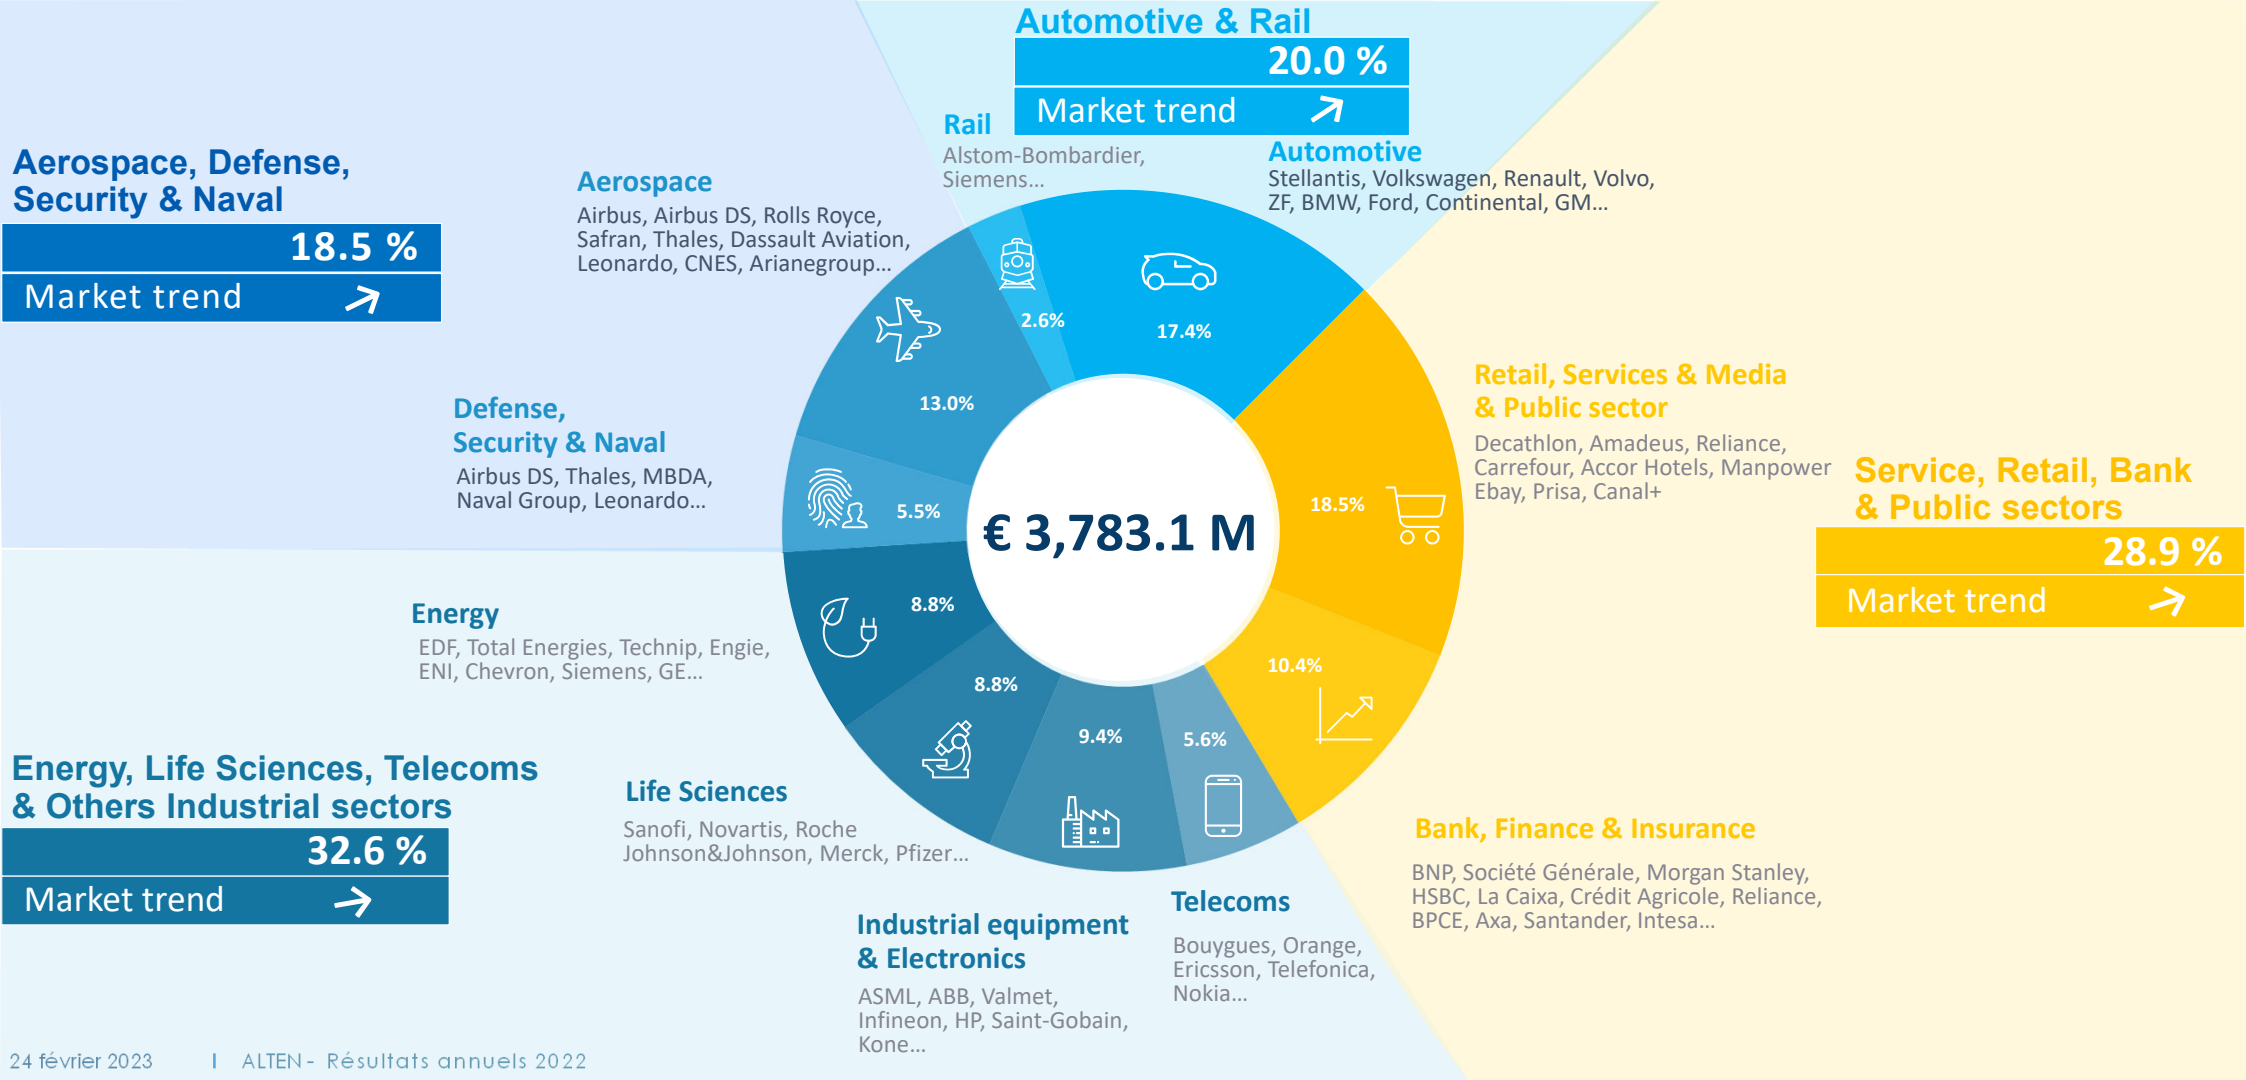 Automotive & Rail
20.0 %
Market trend
Rail
Alstom-Bombardier,
Siemens...
Automotive
Stellantis, Volkswagen, Renault, Volvo,
ZF, BMW, Ford, Continental, GM...
Aerospace, Defense,
Security & Naval
18.5 %
Market trend
Aerospace
Airbus, Airbus DS, Rolls Royce,
Safran, Thales, Dassault Aviation,
Leonardo, CNES, Arianegroup...
Defense,
Security & Naval
Airbus DS, Thales, MBDA,
Naval Group, Leonardo...
2.6%
17.4%
13.0%
5.5%
18.5%
€ 3,783.1 M
8.8%
8.8%
9.4%
5.6%
10.4%
Retail, Services & Media
& Public sector
Decathlon, Amadeus, Reliance,
Carrefour, Accor Hotels, Manpower
Ebay, Prisa, Canal+
Service, Retail, Bank
& Public sectors
28.9 %
Market trend
Energy
EDF, Total Energies, Technip, Engie,
ENI, Chevron, Siemens, GE...
Energy, Life Sciences, Telecoms
& Others Industrial sectors
32.6 %
Market trend
Life Sciences
Sanofi, Novartis, Roche
Johnson&Johnson, Merck, Pfizer...
Industrial equipment
& Electronics
ASML, ABB, Valmet,
Infineon, HP, Saint-Gobain,
Kone...
Telecoms
Bouygues, Orange,
Ericsson, Telefonica,
Nokia...
Bank, Finance & Insurance
BNP, Société Générale, Morgan Stanley,
HSBC, La Caixa, Crédit Agricole, Reliance,
BPCE, Axa, Santander, Intesa...
24 février 2023 | ALTEN - Résultats annuels 2022